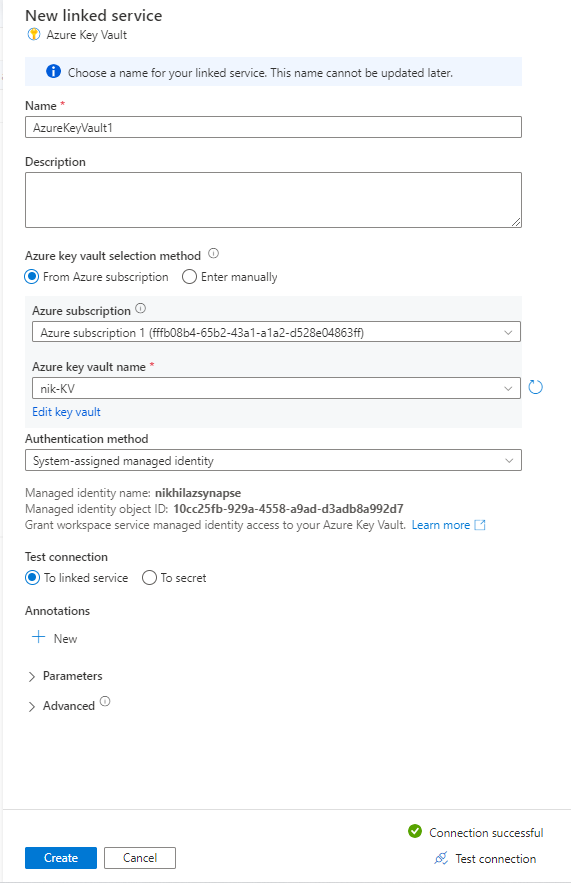 New linked service
Azure Key Vault
Choose a name for your linked service. This name cannot be updated later.
Name *
AzureKeyVault1
Description
Azure key vault selection method
From Azure subscription Enter manually
Azure subscription
Azure subscription 1 (fffb08b4-65b2-43a1-a1a2-d528e04863ff)
Azure key vault name *
nik-KV
Edit key vault
Authentication method
System-assigned managed identity
Managed identity name: nikhilazsynapse
Managed identity object ID: 10cc25fb-929a-4558-a9ad-d3adb8a992d7
Grant workspace service managed identity access to your Azure Key Vault. Learn more
Test connection
To linked service To secret
Annotations
New
Parameters
Advanced
Connection successful
Create Cancel Test connection